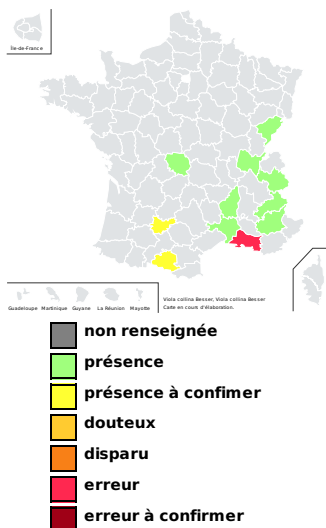 Île-de-France
Guadeloupe Martinique Guyane La Réunion Mayotte
Viola collina Besser, Viola collina Besser
Carte en cours d'élaboration.
non renseignée
présence
présence à confimer
douteux
disparu
erreur
erreur à confirmer